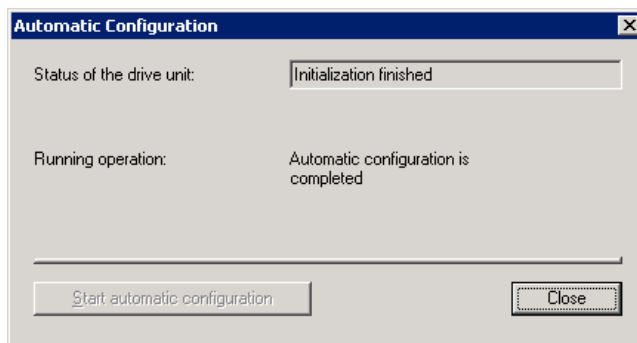 Automatic Configuration
Status of the drive unit: Initialization finished
Running operation: Automatic configuration is
completed
Start automatic configuration Close